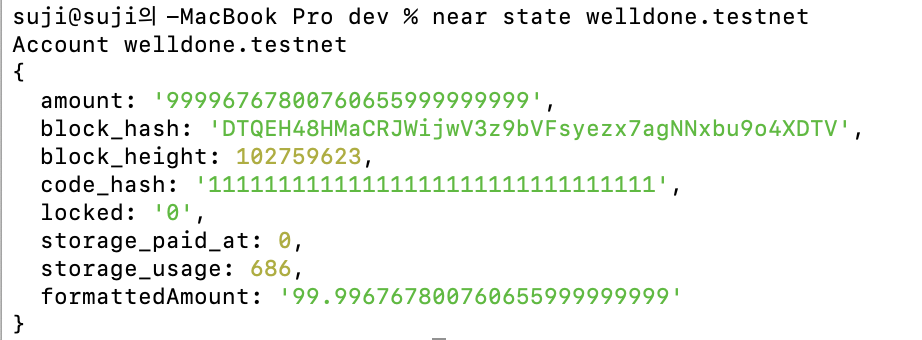 suji@suji의 -MacBook Pro dev % near state welldone.testnet
Account welldone.testnet
{
  amount: '99996767800760655999999999',
  block_hash: 'DTQEH48HMaCRJWijwV3z9bVFsyezx7agNNxbu9o4XDTV',
  block_height: 102759623,
  code_hash: '11111111111111111111111111111111',
  locked: '0',
  storage_paid_at: 0,
  storage_usage: 686,
  formattedAmount: '99.996767800760655999999999'
}